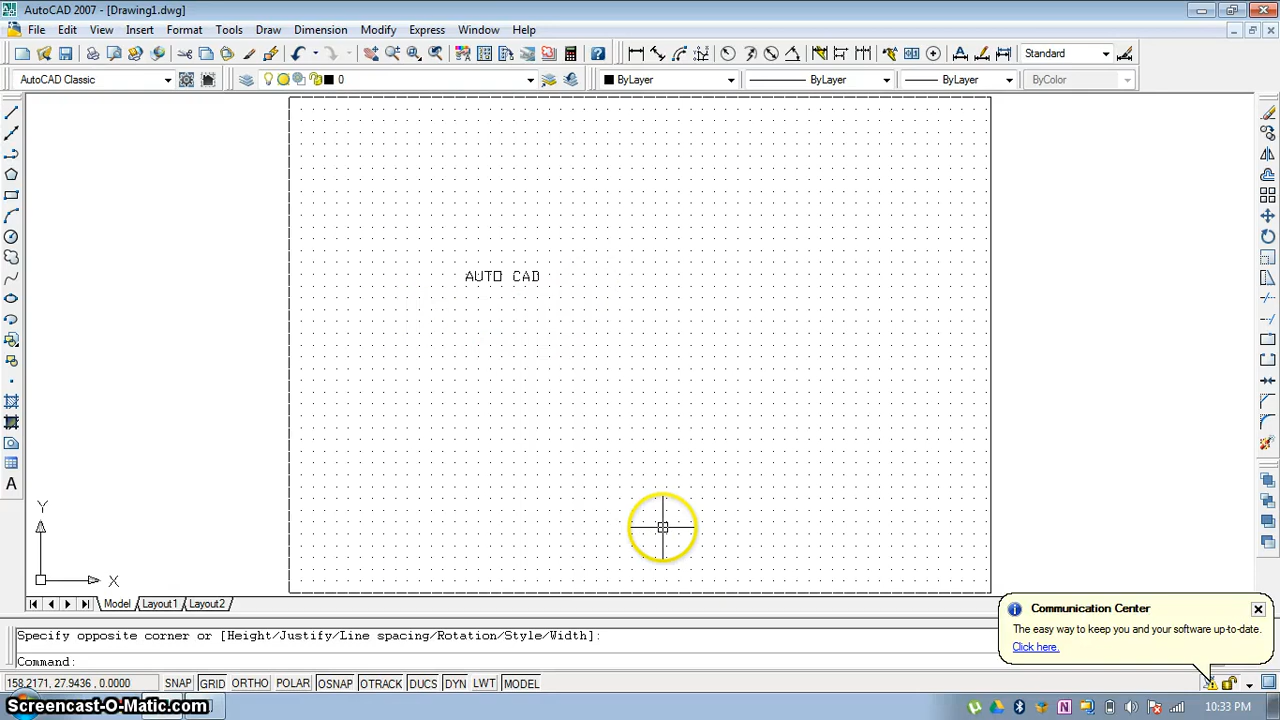 AutoCAD 2007 - [Drawing1.dwg]
File Edit View Insert Format Tools Draw Dimension Modify Express Window Help
Standard
AutoCAD Classic 0 ByLayer ByLayer ByLayer ByColor
AUTO CAD
Y
X
Model Layout1 Layout2
Communication Center
The easy way to keep you and your software up-to-date.
Click here.
Specify opposite corner or [Height/Justify/Line spacing/Rotation/Style/Width]:
Command:
158.2171, 27.9436 , 0.0000 SNAP GRID ORTHO POLAR OSNAP OTRACK DUCS DYN LWT MODEL
Screencast-O-Matic.com
10:33 PM